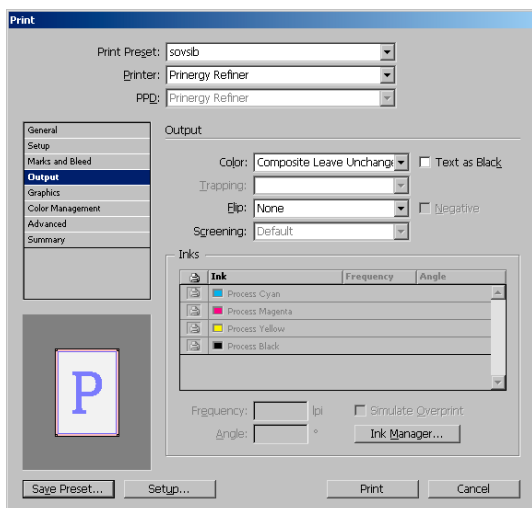 Print
Print Preset: sovsib
Printer: Prinergy Refiner
PPD: Prinergy Refiner
General
Setup
Marks and Bleed
Output
Graphics
Color Management
Advanced
Summary
Output
Color: Composite Leave Unchange Text as Black
Trapping:
Flip: None Negative
Screening: Default
Inks
Ink Frequency Angle
Process Cyan
Process Magenta
Process Yellow
Process Black
Frequency: lpi Simulate Overprint
Angle: ° Ink Manager...
P
Save Preset... Setup... Print Cancel